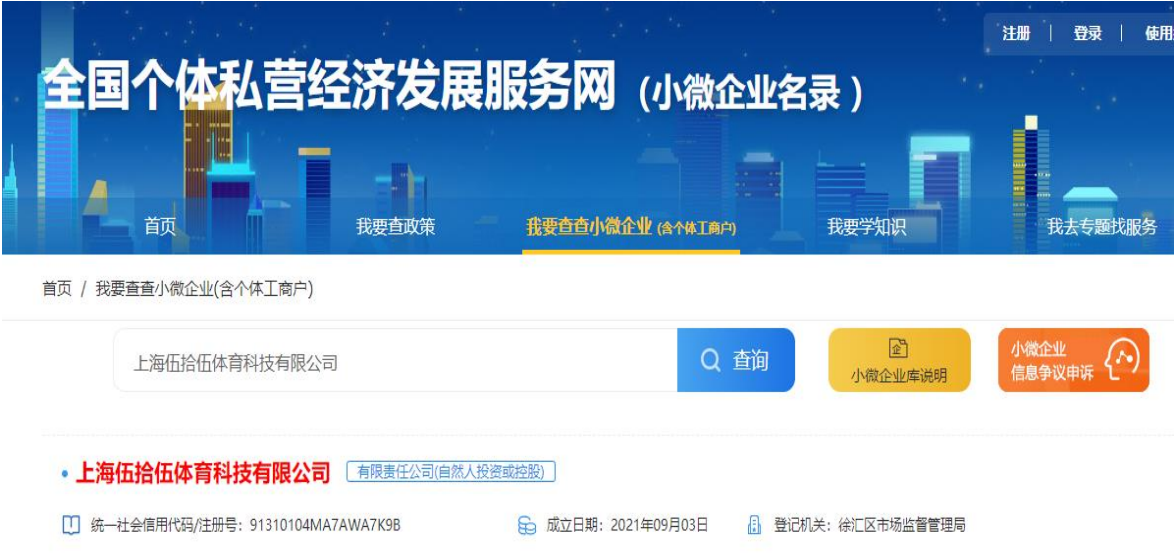 注册 | 登录 | 使用
全国个体私营经济发展服务网（小微企业名录）
首页 我要查政策 我要查查小微企业 (含个体工商户) 我要学知识 我去专题找服务
首页 / 我要查查小微企业(含个体工商户)
上海伍拾伍体育科技有限公司 查询 小微企业库说明 小微企业
信息争议申诉
上海伍拾伍体育科技有限公司 有限责任公司(自然人投资或控股)
统一社会信用代码/注册号：91310104MA7AWA7K9B 成立日期：2021年09月03日 登记机关：徐汇区市场监督管理局